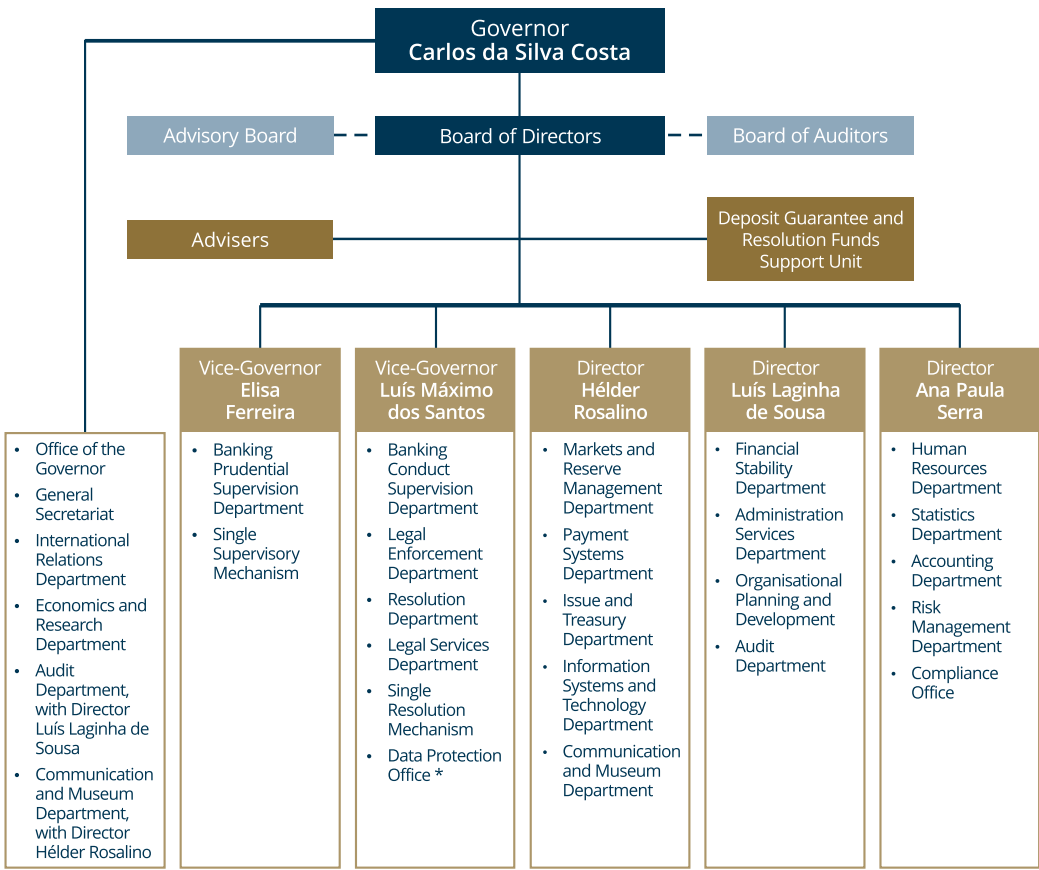 Governor
Carlos da Silva Costa
Advisory Board
Board of Directors
Board of Auditors
Advisers
Deposit Guarantee and
Resolution Funds
Support Unit
Office of the
Governor
General
Secretariat
International
Relations
Department
Economics and
Research
Department
Audit
Department,
with Director
Luís Laginha de
Sousa
Communication
and Museum
Department,
with Director
Hélder Rosalino
Vice-Governor
Elisa
Ferreira
Banking
Prudential
Supervision
Department
Single
Supervisory
Mechanism
Vice-Governor
Luís Máximo
dos Santos
Banking
Conduct
Supervision
Department
Legal
Enforcement
Department
Resolution
Department
Legal Services
Department
Single
Resolution
Mechanism
Data Protection
Office *
Director
Hélder
Rosalino
Markets and
Reserve
Management
Department
Payment
Systems
Department
Issue and
Treasury
Department
Information
Systems and
Technology
Department
Communication
and Museum
Department
Director
Luís Laginha
de Sousa
Financial
Stability
Department
Administration
Services
Department
Organisational
Planning and
Development
Audit
Department
Director
Ana Paula
Serra
Human
Resources
Department
Statistics
Department
Accounting
Department
Risk
Management
Department
Compliance
Office